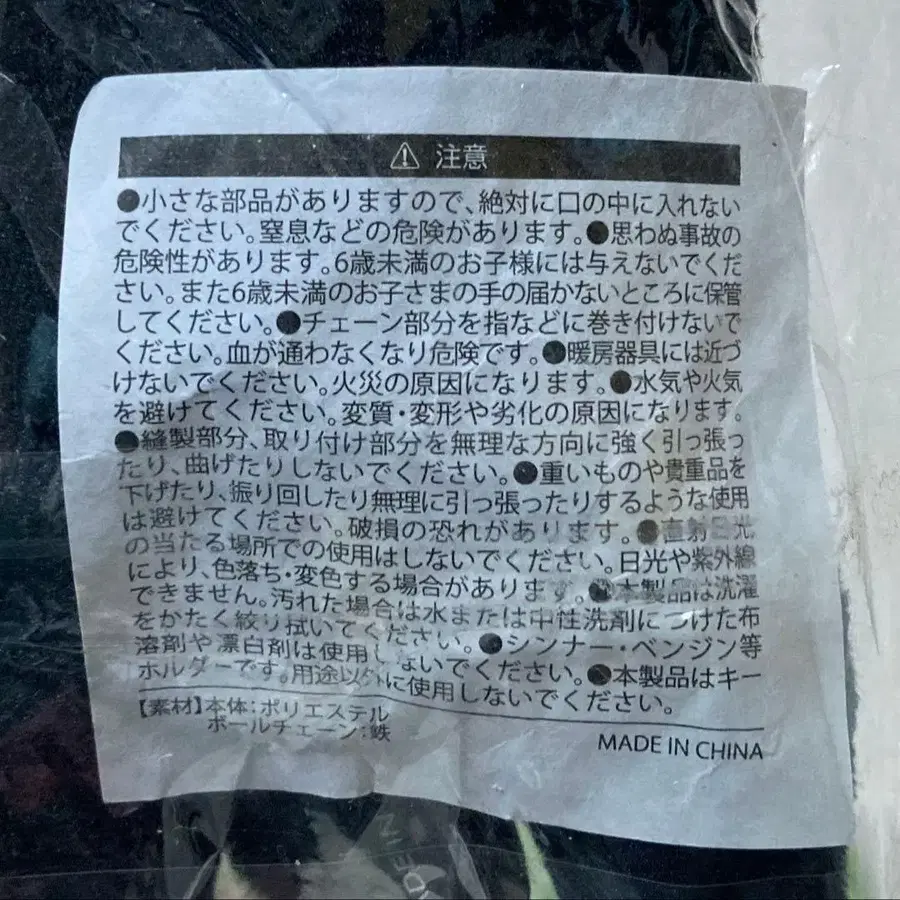 ⚠ 注意
●小さな部品がありますので、絶対に口の中に入れない
でください。窒息などの危険があります。●思わぬ事故の
危険性があります。6歳未満のお子様には与えないでくだ
さい。また6歳未満のお子さまの手の届かないところに保管
してください。●チェーン部分を指などに巻き付けないで
ください。血が通わなくなり危険です。●暖房器具には近づ
けないでください。火災の原因になります。●水気や火気
を避けてください。変質・変形や劣化の原因になります。
●縫製部分、取り付け部分を無理な方向に強く引っ張っ
たり、曲げたりしないでください。●重いものや貴重品を
下げたり、振り回したり無理に引っ張ったりするような使用
は避けてください。破損の恐れがあります。●直射日光
の当たる場所での使用はしないでください。日光や紫外線
により、色落ち・変色する場合があります。●本製品は洗濯
できません。汚れた場合は水または中性洗剤につけた布
をかたく絞り拭いてください。●シンナー・ベンジン等
溶剤や漂白剤は使用しないでください。●本製品はキー
ホルダーです。用途以外に使用しないでください。
【素材】本体:ポリエステル
ボールチェーン:鉄
MADE IN CHINA